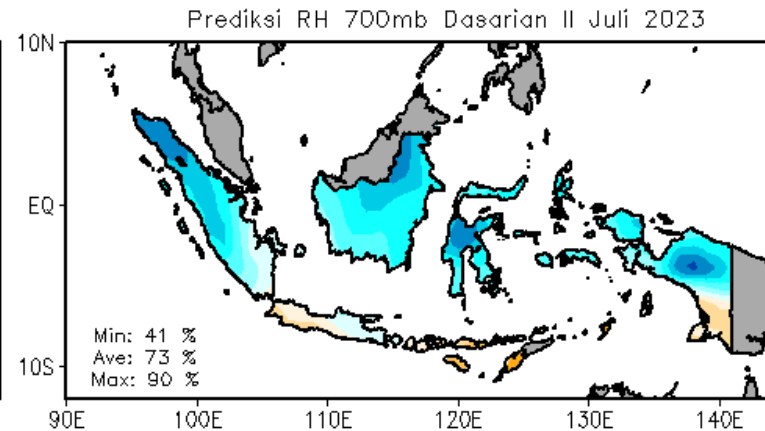 Prediksi RH 700mb Dasarian II Juli 2023
10N
EQ
10S
Min: 41 %
Ave: 73 %
Max: 90 %
90E 100E 110E 120E 130E 140E